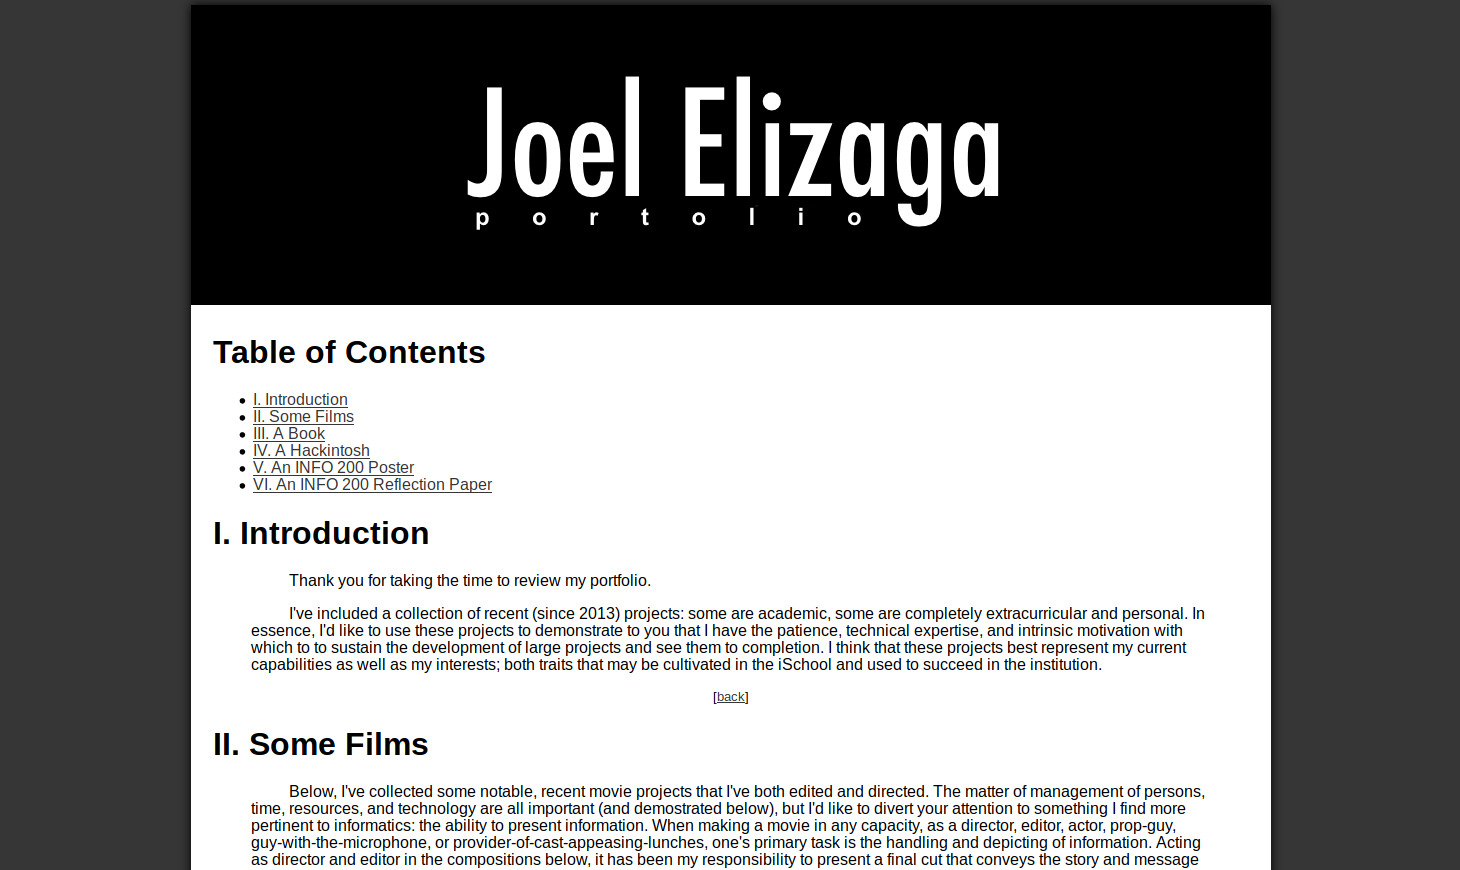 Joel Elizaga
portolio
Table of Contents
I. Introduction
II. Some Films
III. A Book
IV. A Hackintosh
V. An INFO 200 Poster
VI. An INFO 200 Reflection Paper
I. Introduction
Thank you for taking the time to review my portfolio.
I've included a collection of recent (since 2013) projects: some are academic, some are completely extracurricular and personal. In
essence, I'd like to use these projects to demonstrate to you that I have the patience, technical expertise, and intrinsic motivation with
which to to sustain the development of large projects and see them to completion. I think that these projects best represent my current
capabilities as well as my interests; both traits that may be cultivated in the iSchool and used to succeed in the institution.
[back]
II. Some Films
Below, I've collected some notable, recent movie projects that I've both edited and directed. The matter of management of persons,
time, resources, and technology are all important (and demostrated below), but I'd like to divert your attention to something I find more
pertinent to informatics: the ability to present information. When making a movie in any capacity, as a director, editor, actor, prop-guy,
guy-with-the-microphone, or provider-of-cast-appeasing-lunches, one's primary task is the handling and depicting of information. Acting
as director and editor in the compositions below, it has been my responsibility to present a final cut that conveys the story and message